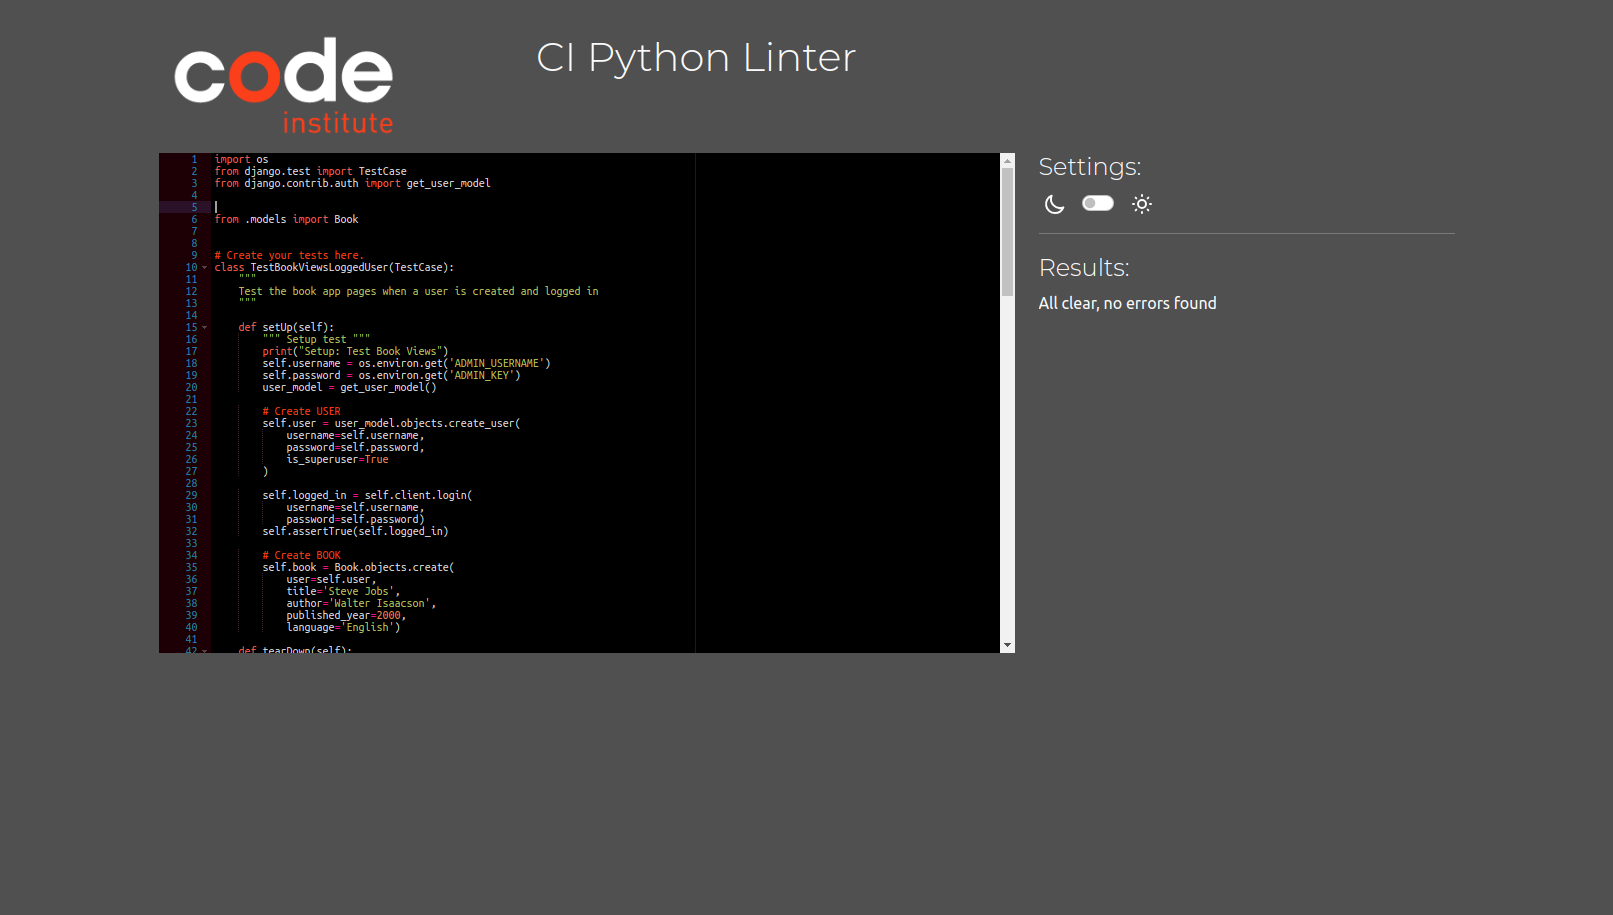 code
institute
CI Python Linter
1 import os
2 from django.test import TestCase
3 from django.contrib.auth import get_user_model
4
5
6 from .models import Book
7
8
9 # Create your tests here.
10 class TestBookViewsLoggedUser(TestCase):
11     """
12     Test the book app pages when a user is created and logged in
13     """
14
15     def setUp(self):
16         """ Setup test """
17         print("Setup: Test Book Views")
18         self.username = os.environ.get('ADMIN_USERNAME')
19         self.password = os.environ.get('ADMIN_KEY')
20         user_model = get_user_model()
21
22         # Create USER
23         self.user = user_model.objects.create_user(
24             username=self.username,
25             password=self.password,
26             is_superuser=True
27         )
28
29         self.logged_in = self.client.login(
30             username=self.username,
31             password=self.password)
32         self.assertTrue(self.logged_in)
33
34         # Create BOOK
35         self.book = Book.objects.create(
36             user=self.user,
37             title='Steve Jobs',
38             author='Walter Isaacson',
39             published_year=2000,
40             language='English')
41
42     def tearDown(self):
Settings:
Results:
All clear, no errors found